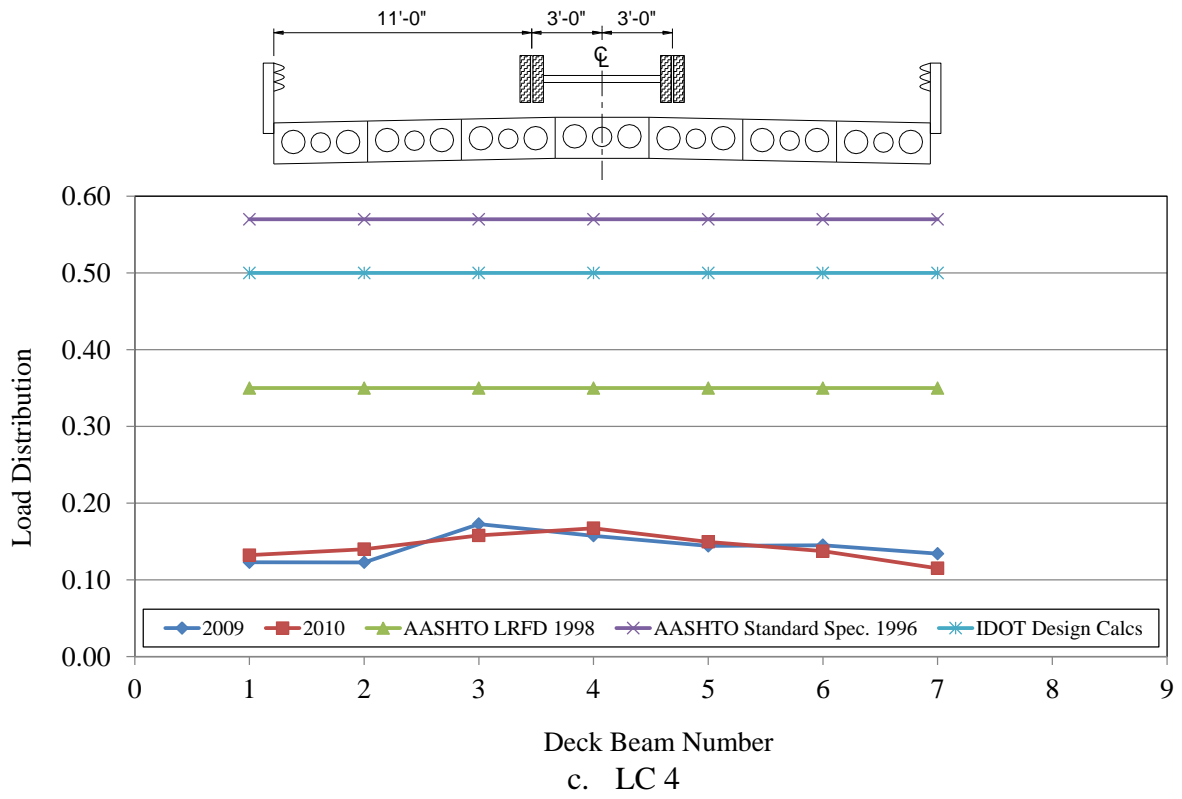 11'-0" 3'-0" 3'-0"
℄
0.60
0.50
0.40
0.30
0.20
0.10
0.00
Load Distribution
2009 2010 AASHTO LRFD 1998 AASHTO Standard Spec. 1996 IDOT Design Calcs
0 1 2 3 4 5 6 7 8 9
Deck Beam Number
c. LC 4